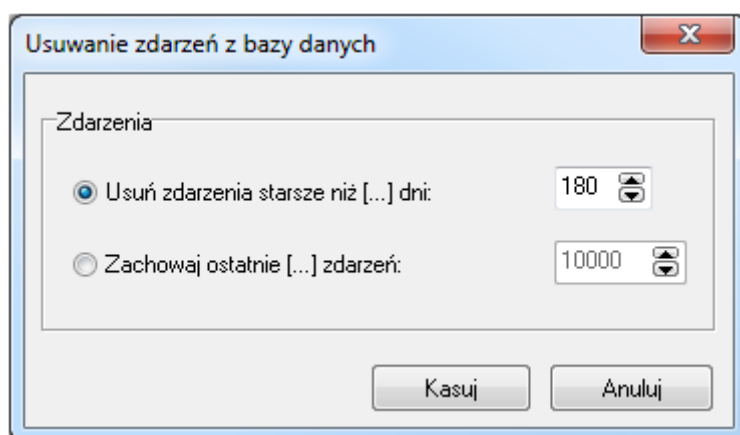 Usuwanie zdarzeń z bazy danych
Zdarzenia
Usuń zdarzenia starsze niż [...] dni: 180
Zachowaj ostatnie [...] zdarzeń: 10000
Kasuj Anuluj